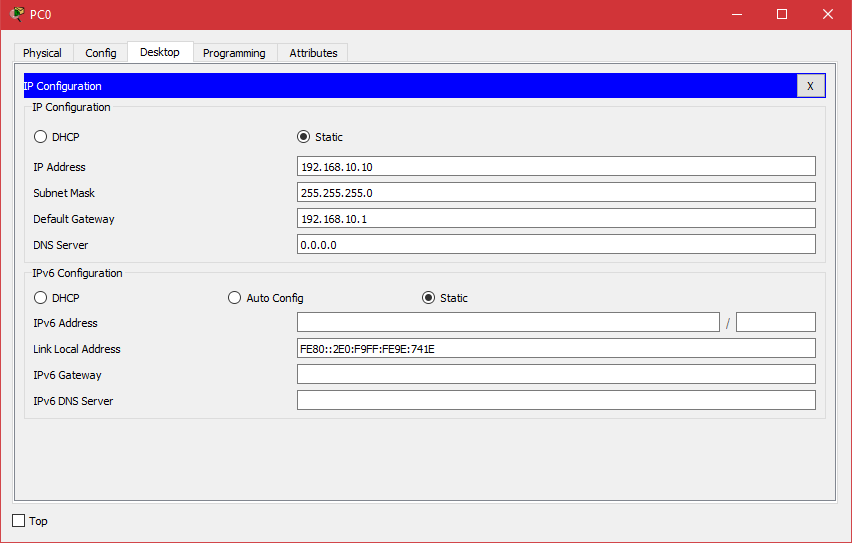 PC0
Physical Config Desktop Programming Attributes
IP Configuration X
IP Configuration
DHCP Static
IP Address 192.168.10.10
Subnet Mask 255.255.255.0
Default Gateway 192.168.10.1
DNS Server 0.0.0.0
IPv6 Configuration
DHCP Auto Config Static
IPv6 Address /
Link Local Address FE80::2E0:F9FF:FE9E:741E
IPv6 Gateway
IPv6 DNS Server
Top